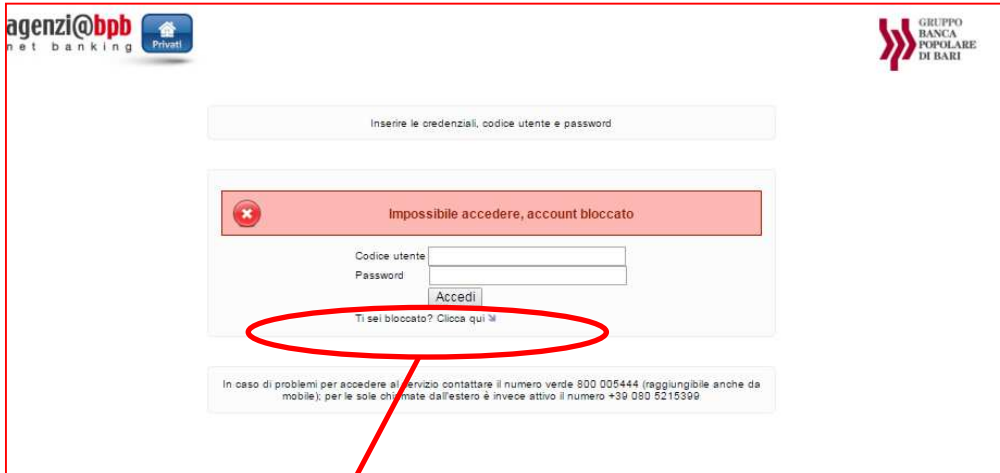 agenzi@bpb
net banking
Privati
GRUPPO
BANCA
POPOLARE
DI BARI
Inserire le credenziali, codice utente e password
Impossibile accedere, account bloccato
Codice utente
Password
Accedi
Ti sei bloccato? Clicca qui
In caso di problemi per accedere al servizio contattare il numero verde 800 005444 (raggiungibile anche da
mobile); per le sole chiamate dall'estero è invece attivo il numero +39 080 5215399